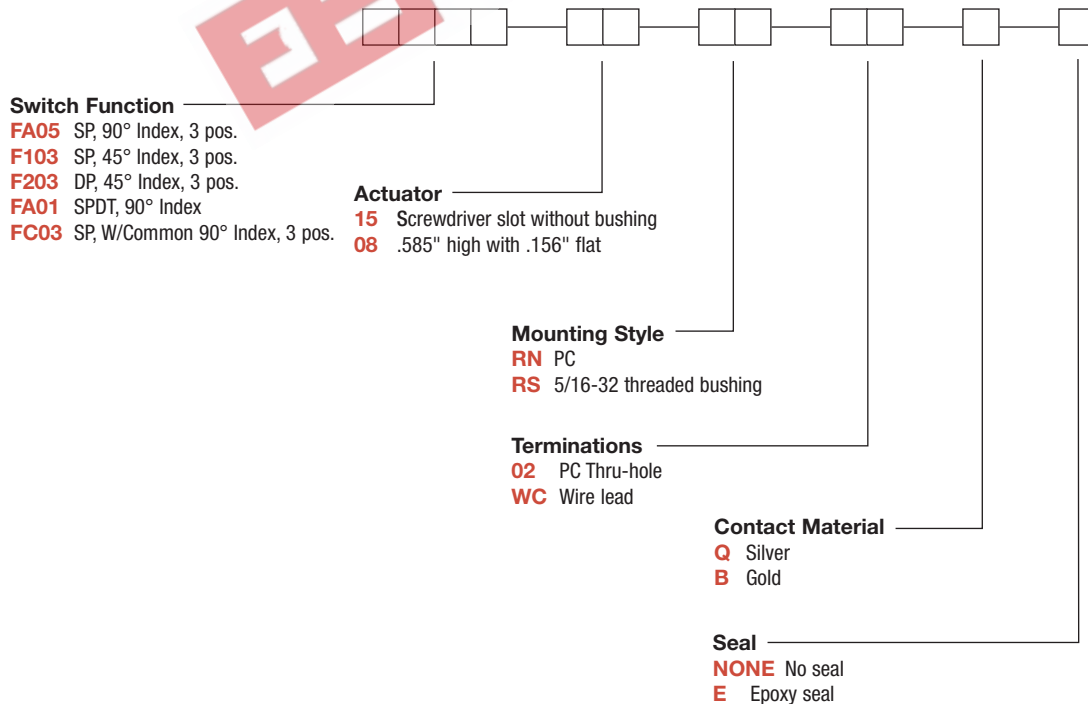 Switch Function
FA05 SP, 90° Index, 3 pos.
F103 SP, 45° Index, 3 pos.
F203 DP, 45° Index, 3 pos.
FA01 SPDT, 90° Index
FC03 SP, W/Common 90° Index, 3 pos.
Actuator
15 Screwdriver slot without bushing
08 .585" high with .156" flat
Mounting Style
RN PC
RS 5/16-32 threaded bushing
Terminations
02 PC Thru-hole
WC Wire lead
Contact Material
Q Silver
B Gold
Seal
NONE No seal
E Epoxy seal